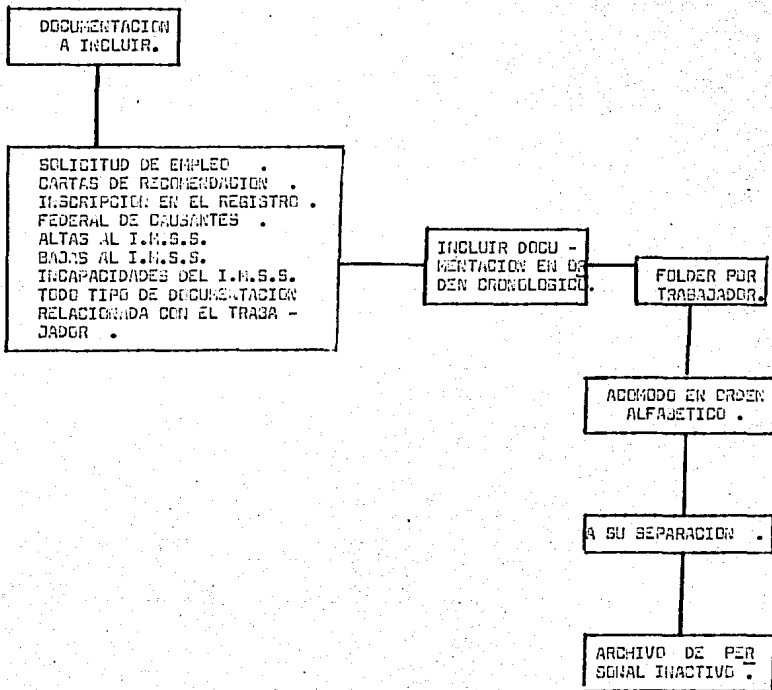 DOCUMENTACION
A INCLUIR.
SOLICITUD DE EMPLEO .
CARTAS DE RECOMENDACION .
INSCRIPCION EN EL REGISTRO .
FEDERAL DE CAUSANTES .
ALTAS AL I.M.S.S.
BAJAS AL I.M.S.S.
INCAPACIDADES DEL I.M.S.S.
TODO TIPO DE DOCUMENTACION
RELACIONADA CON EL TRABA -
JADOR .
INCLUIR DOCU -
MENTACION EN OR
DEN CRONOLOGICO.
FOLDER POR
TRABAJADOR.
ACOMODO EN ORDEN
ALFABETICO .
A SU SEPARACION .
ARCHIVO DE PER
SONAL INACTIVO .